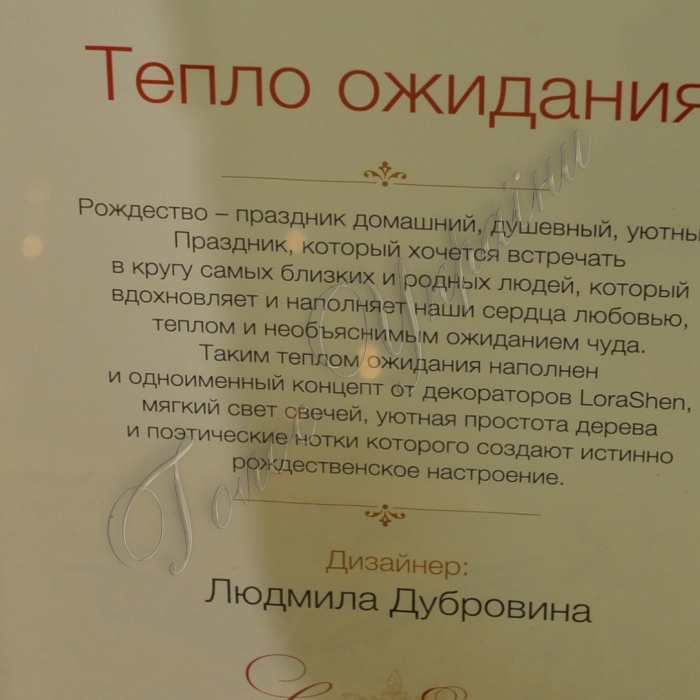 Тепло ожидания
Рождество – праздник домашний, душевный, уютны
Праздник, который хочется встречать
в кругу самых близких и родных людей, который
вдохновляет и наполняет наши сердца любовью,
теплом и необъяснимым ожиданием чуда.
Таким теплом ожидания наполнен
и одноименный концепт от декораторов LoraShen,
мягкий свет свечей, уютная простота дерева
и поэтические нотки которого создают истинно
рождественское настроение.
Дизайнер:
Людмила Дубровина